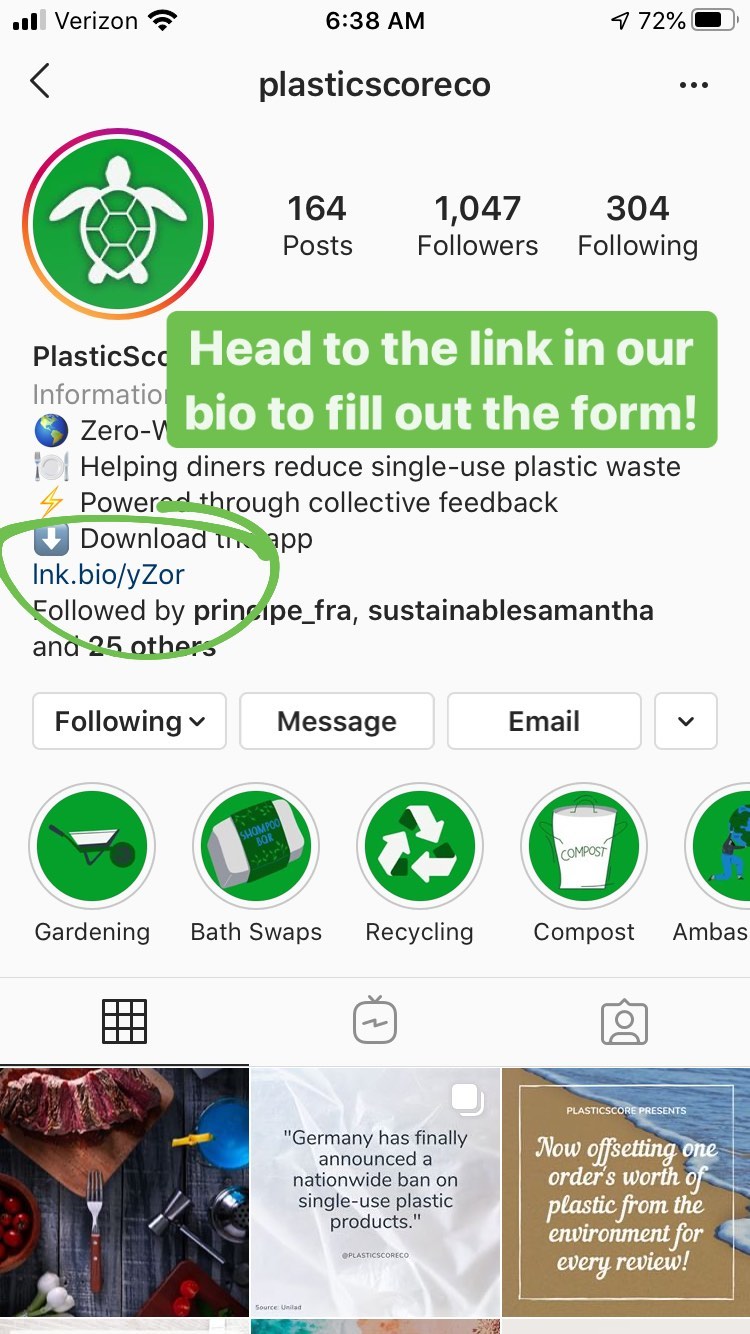 Verizon 6:38 AM 72%
plasticscoreco
164 1,047 304
Posts Followers Following
Head to the link in our
bio to fill out the form!
PlasticSco
Information
Zero-W
Helping diners reduce single-use plastic waste
Powered through collective feedback
Download the app
lnk.bio/yZor
Followed by principe_fra, sustainablesamantha
and 25 others
Following Message Email
SHAMPOO
BAR
COMPOST
Gardening Bath Swaps Recycling Compost Ambas
"Germany has finally
announced a
nationwide ban on
single-use plastic
products."
@PLASTICSCORECO
Source: Unilad
PLASTICSCORE PRESENTS
Now offsetting one
order's worth of
plastic from the
environment for
every review!